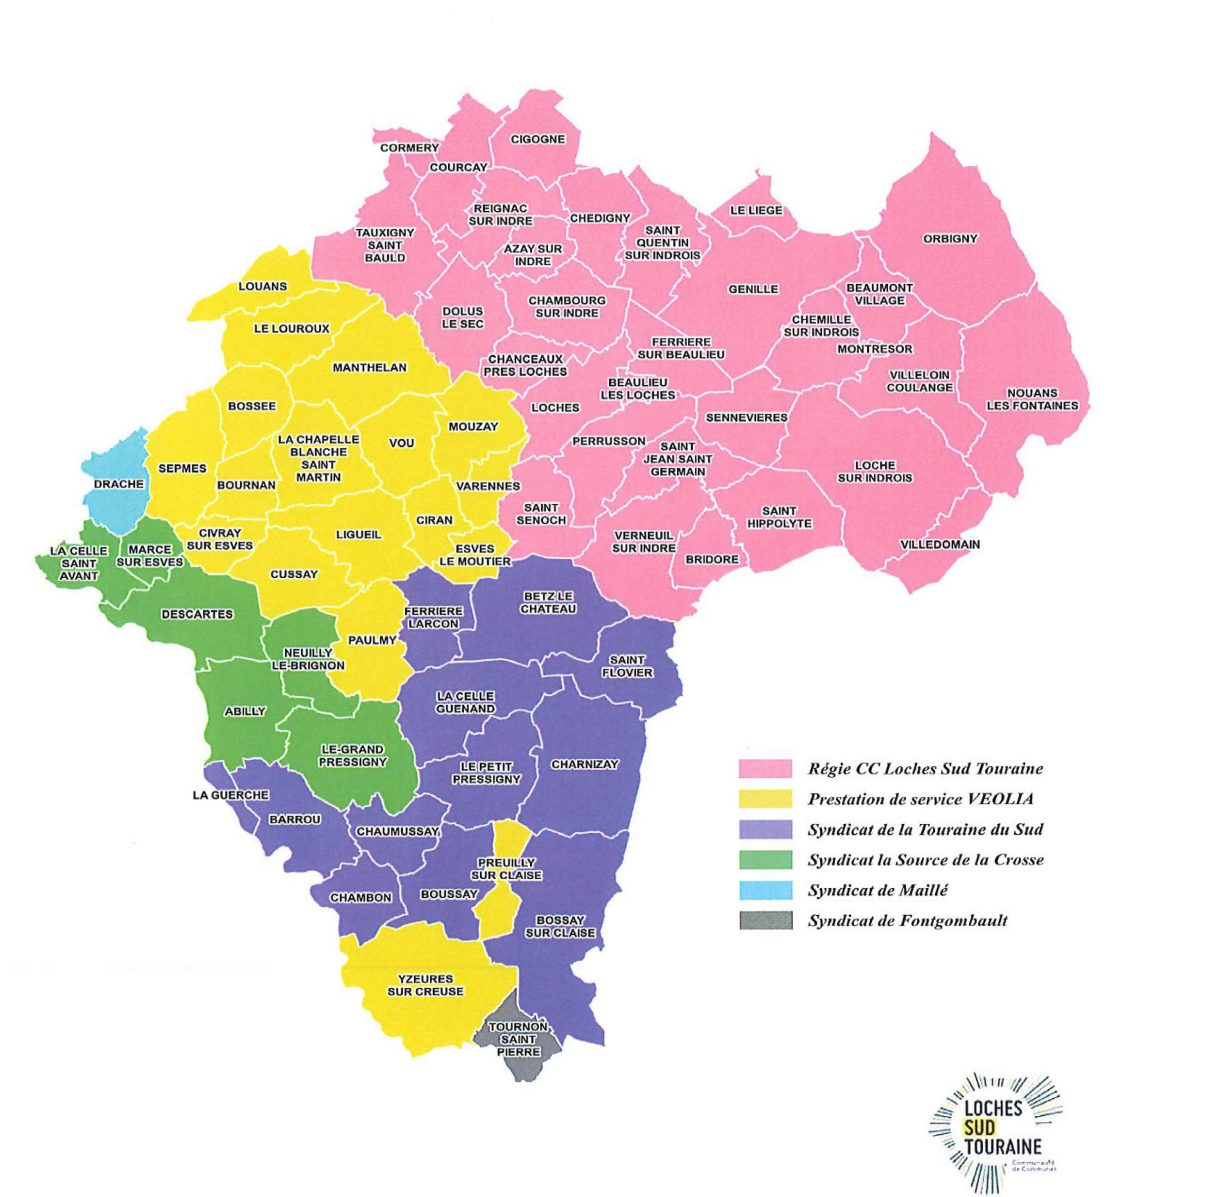 CIGOGNE
CORMERY
COURCAY
REIGNAC
SUR INDRE
CHEDIGNY
LE LIEGE
TAUXIGNY
SAINT
BAULD
SAINT
QUENTIN
SUR INDROIS
AZAY SUR
INDRE
ORBIGNY
LOUANS
GENILLE
BEAUMONT
VILLAGE
CHAMBOURG
SUR INDRE
DOLUS
LE SEC
LE LOUROUX
CHEMILLE
SUR INDROIS
FERRIERE
SUR BEAULIEU
MONTRESOR
MANTHELAN
CHANCEAUX
PRES LOCHES
VILLELOIN
COULANGE
BEAULIEU
LES LOCHES
NOUANS
LES FONTAINES
BOSSEE
LOCHES
SENNEVIERES
MOUZAY
LA CHAPELLE
BLANCHE
SAINT
MARTIN
VOU
PERRUSSON
SAINT
JEAN SAINT
GERMAIN
SEPMES
LOCHE
SUR INDROIS
DRACHE
BOURNAN
VARENNES
SAINT
SENOCH
SAINT
HIPPOLYTE
CIRAN
CIVRAY
SUR ESVES
LIGUEIL
VERNEUIL
SUR INDRE
VILLEDOMAIN
LA CELLE
SAINT
AVANT
MARCE
SUR ESVES
ESVES
LE MOUTIER
BRIDORE
CUSSAY
BETZ LE
CHATEAU
DESCARTES
FERRIERE
LARCON
PAULMY
NEUILLY
LE-BRIGNON
SAINT
FLOVIER
LA CELLE
GUENAND
ABILLY
LE-GRAND
PRESSIGNY
LE PETIT
PRESSIGNY
CHARNIZAY
LA GUERCHE
BARROU
CHAUMUSSAY
PREUILLY
SUR CLAISE
CHAMBON
BOUSSAY
BOSSAY
SUR CLAISE
YZEURES
SUR CREUSE
TOURNON
SAINT
PIERRE
Régie CC Loches Sud Touraine
Prestation de service VEOLIA
Syndicat de la Touraine du Sud
Syndicat la Source de la Crosse
Syndicat de Maillé
Syndicat de Fontgombault
LOCHES
SUD
TOURAINE
Communauté
de Communes